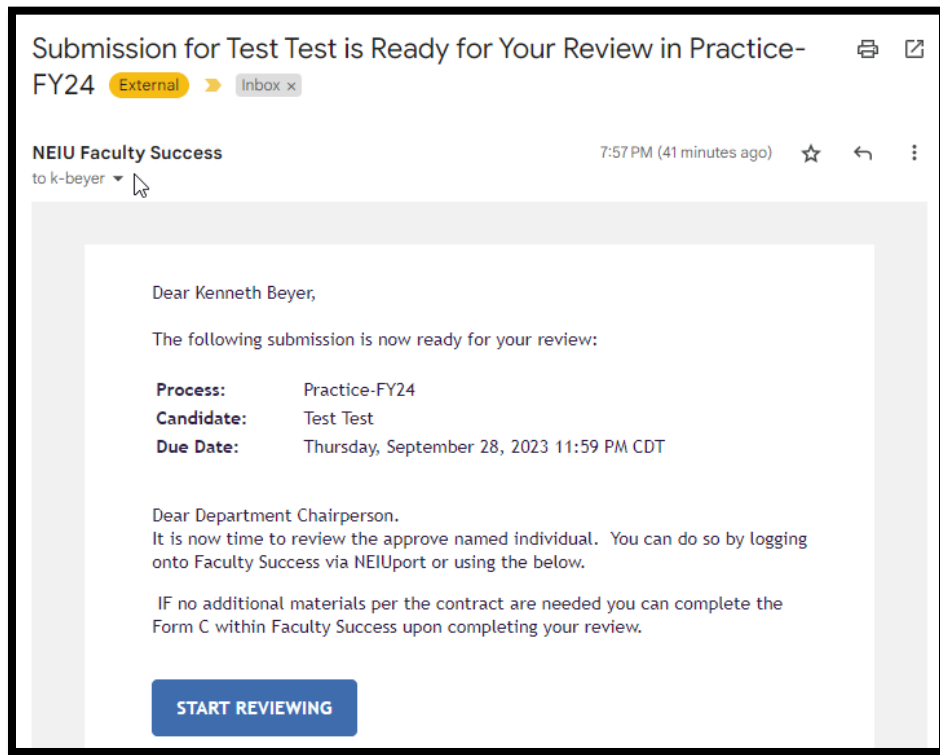 Submission for Test Test is Ready for Your Review in Practice-
FY24 External Inbox x
NEIU Faculty Success 7:57 PM (41 minutes ago)
to k-beyer
Dear Kenneth Beyer,
The following submission is now ready for your review:
Process: Practice-FY24
Candidate: Test Test
Due Date: Thursday, September 28, 2023 11:59 PM CDT
Dear Department Chairperson.
It is now time to review the approve named individual. You can do so by logging
onto Faculty Success via NEIUport or using the below.
IF no additional materials per the contract are needed you can complete the
Form C within Faculty Success upon completing your review.
START REVIEWING